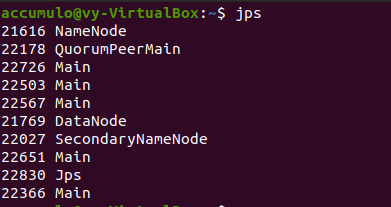 accumulo@vy-VirtualBox:~$ jps
21616 NameNode
22178 QuorumPeerMain
22726 Main
22503 Main
22567 Main
21769 DataNode
22027 SecondaryNameNode
22651 Main
22830 Jps
22366 Main